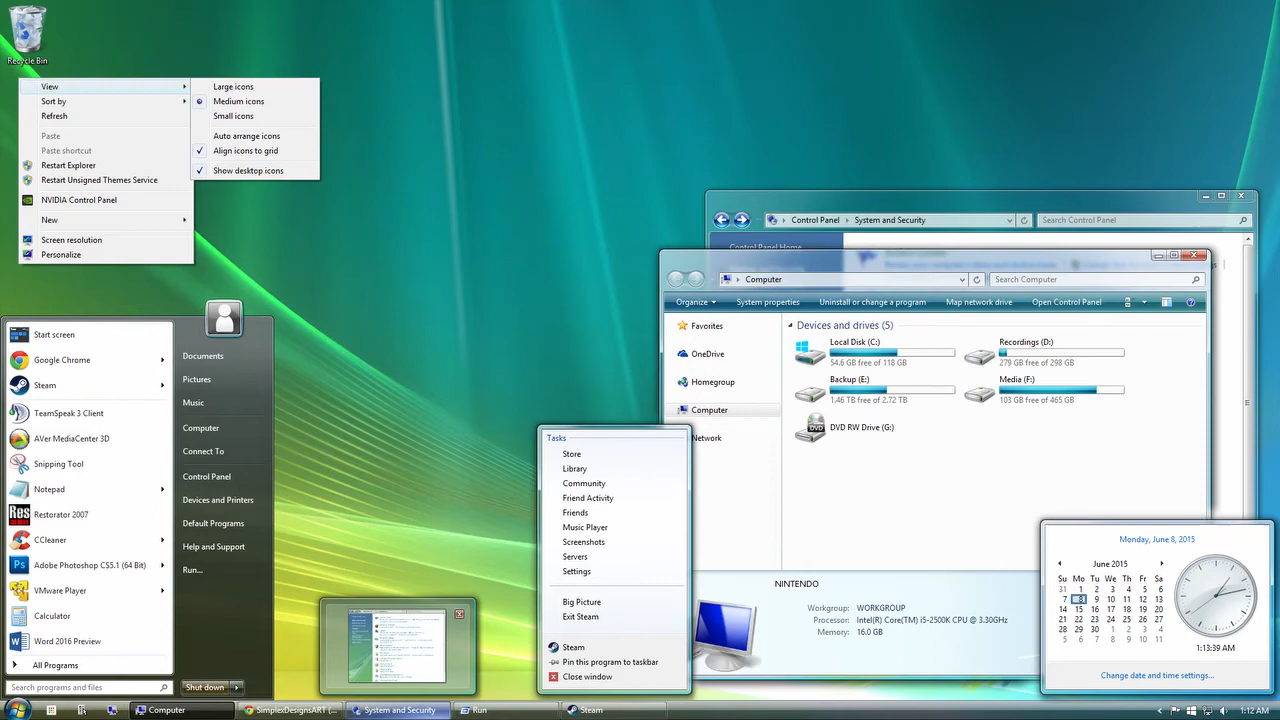 Recycle Bin
View
Sort by
Refresh
Paste
Paste shortcut
Restart Explorer
Restart Unsigned Themes Service
NVIDIA Control Panel
New
Screen resolution
Personalize
Large icons
Medium icons
Small icons
Auto arrange icons
Align icons to grid
Show desktop icons
Start screen
Google Chrome
Steam
TeamSpeak 3 Client
AVer MediaCenter 3D
Snipping Tool
Notepad
Res
Restorator 2007
CCleaner
Ps
Adobe Photoshop CS5.1 (64 Bit)
VMware Player
Calculator
Word 2016 Preview
All Programs
Search programs and files
Documents
Pictures
Music
Computer
Connect To
Control Panel
Devices and Printers
Default Programs
Help and Support
Run...
Shut down
Control Panel
System and Security
Search Control Panel
Control Panel Home
Computer
Search Computer
Organize
System properties
Uninstall or change a program
Map network drive
Open Control Panel
Favorites
OneDrive
Homegroup
Computer
Network
Devices and drives (5)
Local Disk (C:)
54.6 GB free of 118 GB
Recordings (D:)
279 GB free of 298 GB
Backup (E:)
1.46 TB free of 2.72 TB
Media (F:)
103 GB free of 465 GB
DVD
DVD RW Drive (G:)
NINTENDO
Workgroup: WORKGROUP
Processor: Intel(R) Core(TM) i5-2500K CPU @ 3.30GHz
Memory: 16.0 GB
Tasks
Store
Library
Community
Friend Activity
Friends
Music Player
Screenshots
Servers
Settings
Big Picture
Exit Steam
Steam
this program to taskbar
Close window
Monday, June 8, 2015
June 2015
Su Mo Tu We Th Fr Sa
31 1 2 3 4 5 6
7 8 9 10 11 12 13
14 15 16 17 18 19 20
21 22 23 24 25 26 27
28 29 30 1 2 3 4
5 6 7 8 9 10 11
1:13:39 AM
Change date and time settings...
Computer
SimplexDesignsART (...
System and Security
Run
Steam
1:12 AM